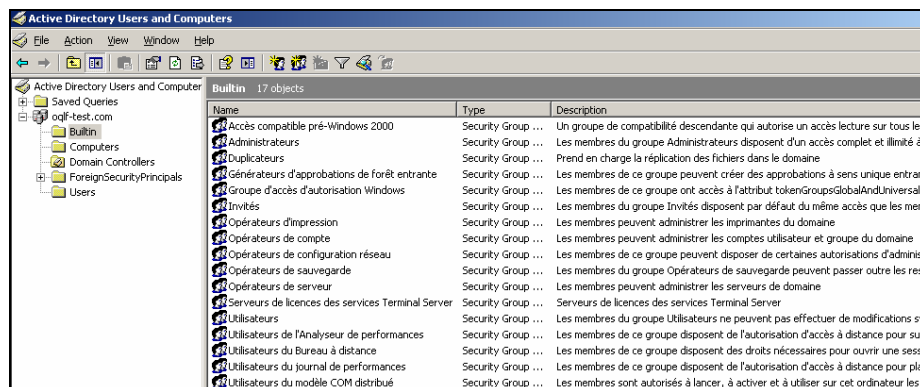 Active Directory Users and Computers
File Action View Window Help
Active Directory Users and Computer
Saved Queries
oqlf-test.com
Builtin
Computers
Domain Controllers
ForeignSecurityPrincipals
Users
Builtin 17 objects
Name Type Description
Accès compatible pré-Windows 2000 Security Group ... Un groupe de compatibilité descendante qui autorise un accès lecture sur tous le
Administrateurs Security Group ... Les membres du groupe Administrateurs disposent d'un accès complet et illimité à
Duplicateurs Security Group ... Prend en charge la réplication des fichiers dans le domaine
Générateurs d'approbations de forêt entrante Security Group ... Les membres de ce groupe peuvent créer des approbations à sens unique entran
Groupe d'accès d'autorisation Windows Security Group ... Les membres de ce groupe ont accès à l'attribut tokenGroupsGlobalAndUniversal
Invités Security Group ... Les membres du groupe Invités disposent par défaut du même accès que les mem
Opérateurs d'impression Security Group ... Les membres peuvent administrer les imprimantes du domaine
Opérateurs de compte Security Group ... Les membres peuvent administrer les comptes utilisateur et groupe du domaine
Opérateurs de configuration réseau Security Group ... Les membres de ce groupe peuvent disposer de certaines autorisations d'adminis
Opérateurs de sauvegarde Security Group ... Les membres du groupe Opérateurs de sauvegarde peuvent passer outre les res
Opérateurs de serveur Security Group ... Les membres peuvent administrer les serveurs de domaine
Serveurs de licences des services Terminal Server Security Group ... Serveurs de licences des services Terminal Server
Utilisateurs Security Group ... Les membres du groupe Utilisateurs ne peuvent pas effectuer de modifications sy
Utilisateurs de l'Analyseur de performances Security Group ... Les membres de ce groupe disposent de l'autorisation d'accès à distance pour su
Utilisateurs du Bureau à distance Security Group ... Les membres de ce groupe disposent des droits nécessaires pour ouvrir une sess
Utilisateurs du journal de performances Security Group ... Les membres de ce groupe disposent de l'autorisation d'accès à distance pour pla
Utilisateurs du modèle COM distribué Security Group ... Les membres sont autorisés à lancer, à activer et à utiliser sur cet ordinateur les